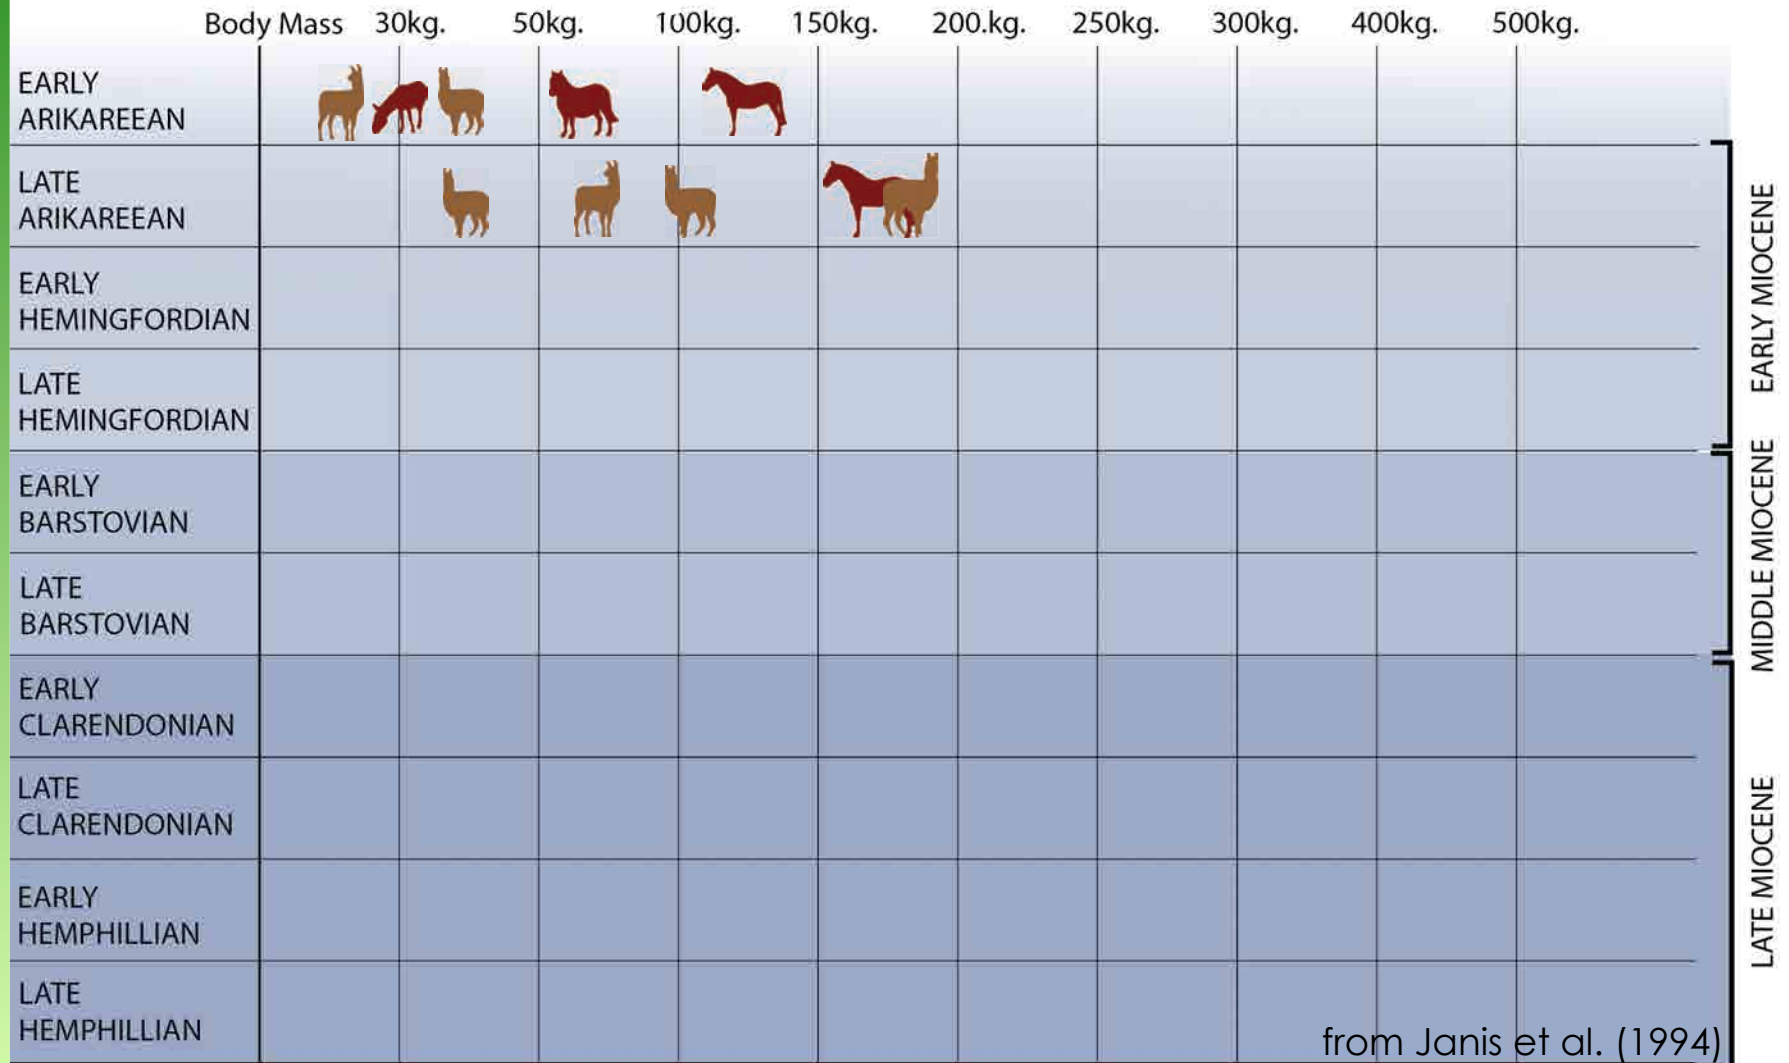 Body Mass 30kg. 50kg. 100kg. 150kg. 200.kg. 250kg. 300kg. 400kg. 500kg.
EARLY
ARIKAREEAN
LATE
ARIKAREEAN
EARLY
HEMINGFORDIAN
LATE
HEMINGFORDIAN
EARLY MIOCENE
EARLY
BARSTOVIAN
LATE
BARSTOVIAN
MIDDLE MIOCENE
EARLY
CLARENDONIAN
LATE
CLARENDONIAN
EARLY
HEMPHILLIAN
LATE
HEMPHILLIAN
LATE MIOCENE
from Janis et al. (1994)